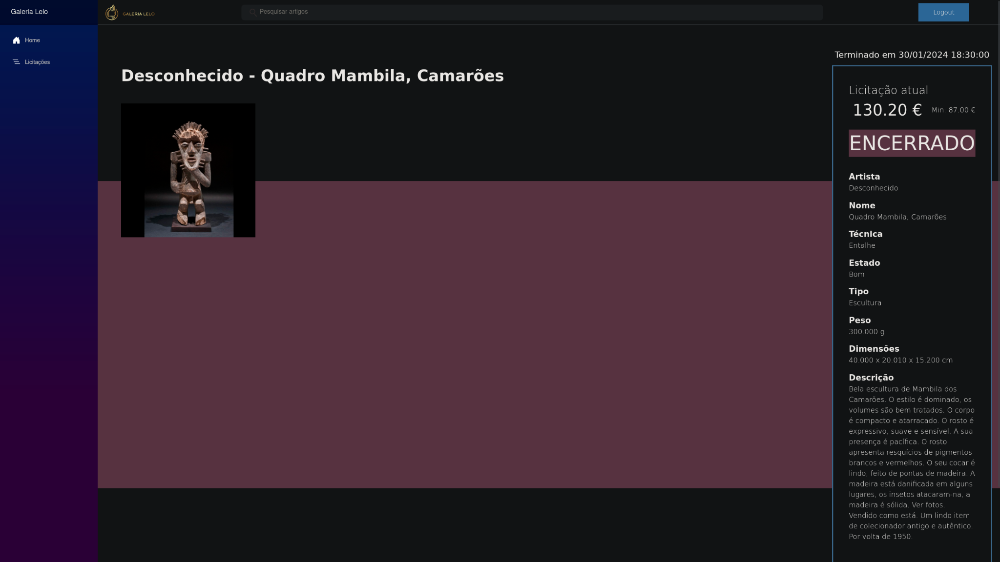 Galeria Lelo
GALERIA LELO
Pesquisar artigos
Logout
Home
Licitações
Terminado em 30/01/2024 18:30:00
Desconhecido - Quadro Mambila, Camarões
Licitação atual
130.20 € Min: 87.00 €
ENCERRADO
Artista
Desconhecido
Nome
Quadro Mambila, Camarões
Técnica
Entalhe
Estado
Bom
Tipo
Escultura
Peso
300.000 g
Dimensões
40.000 x 20.010 x 15.200 cm
Descrição
Bela escultura de Mambila dos
Camarões. O estilo é dominado, os
volumes são bem tratados. O corpo
é compacto e atarracado. O rosto é
expressivo, suave e sensível. A sua
presença é pacífica. O rosto
apresenta resquícios de pigmentos
brancos e vermelhos. O seu cocar é
lindo, feito de pontas de madeira. A
madeira está danificada em alguns
lugares, os insetos atacaram-na, a
madeira é sólida. Ver fotos.
Vendido como está. Um lindo item
de colecionador antigo e autêntico.
Por volta de 1950.